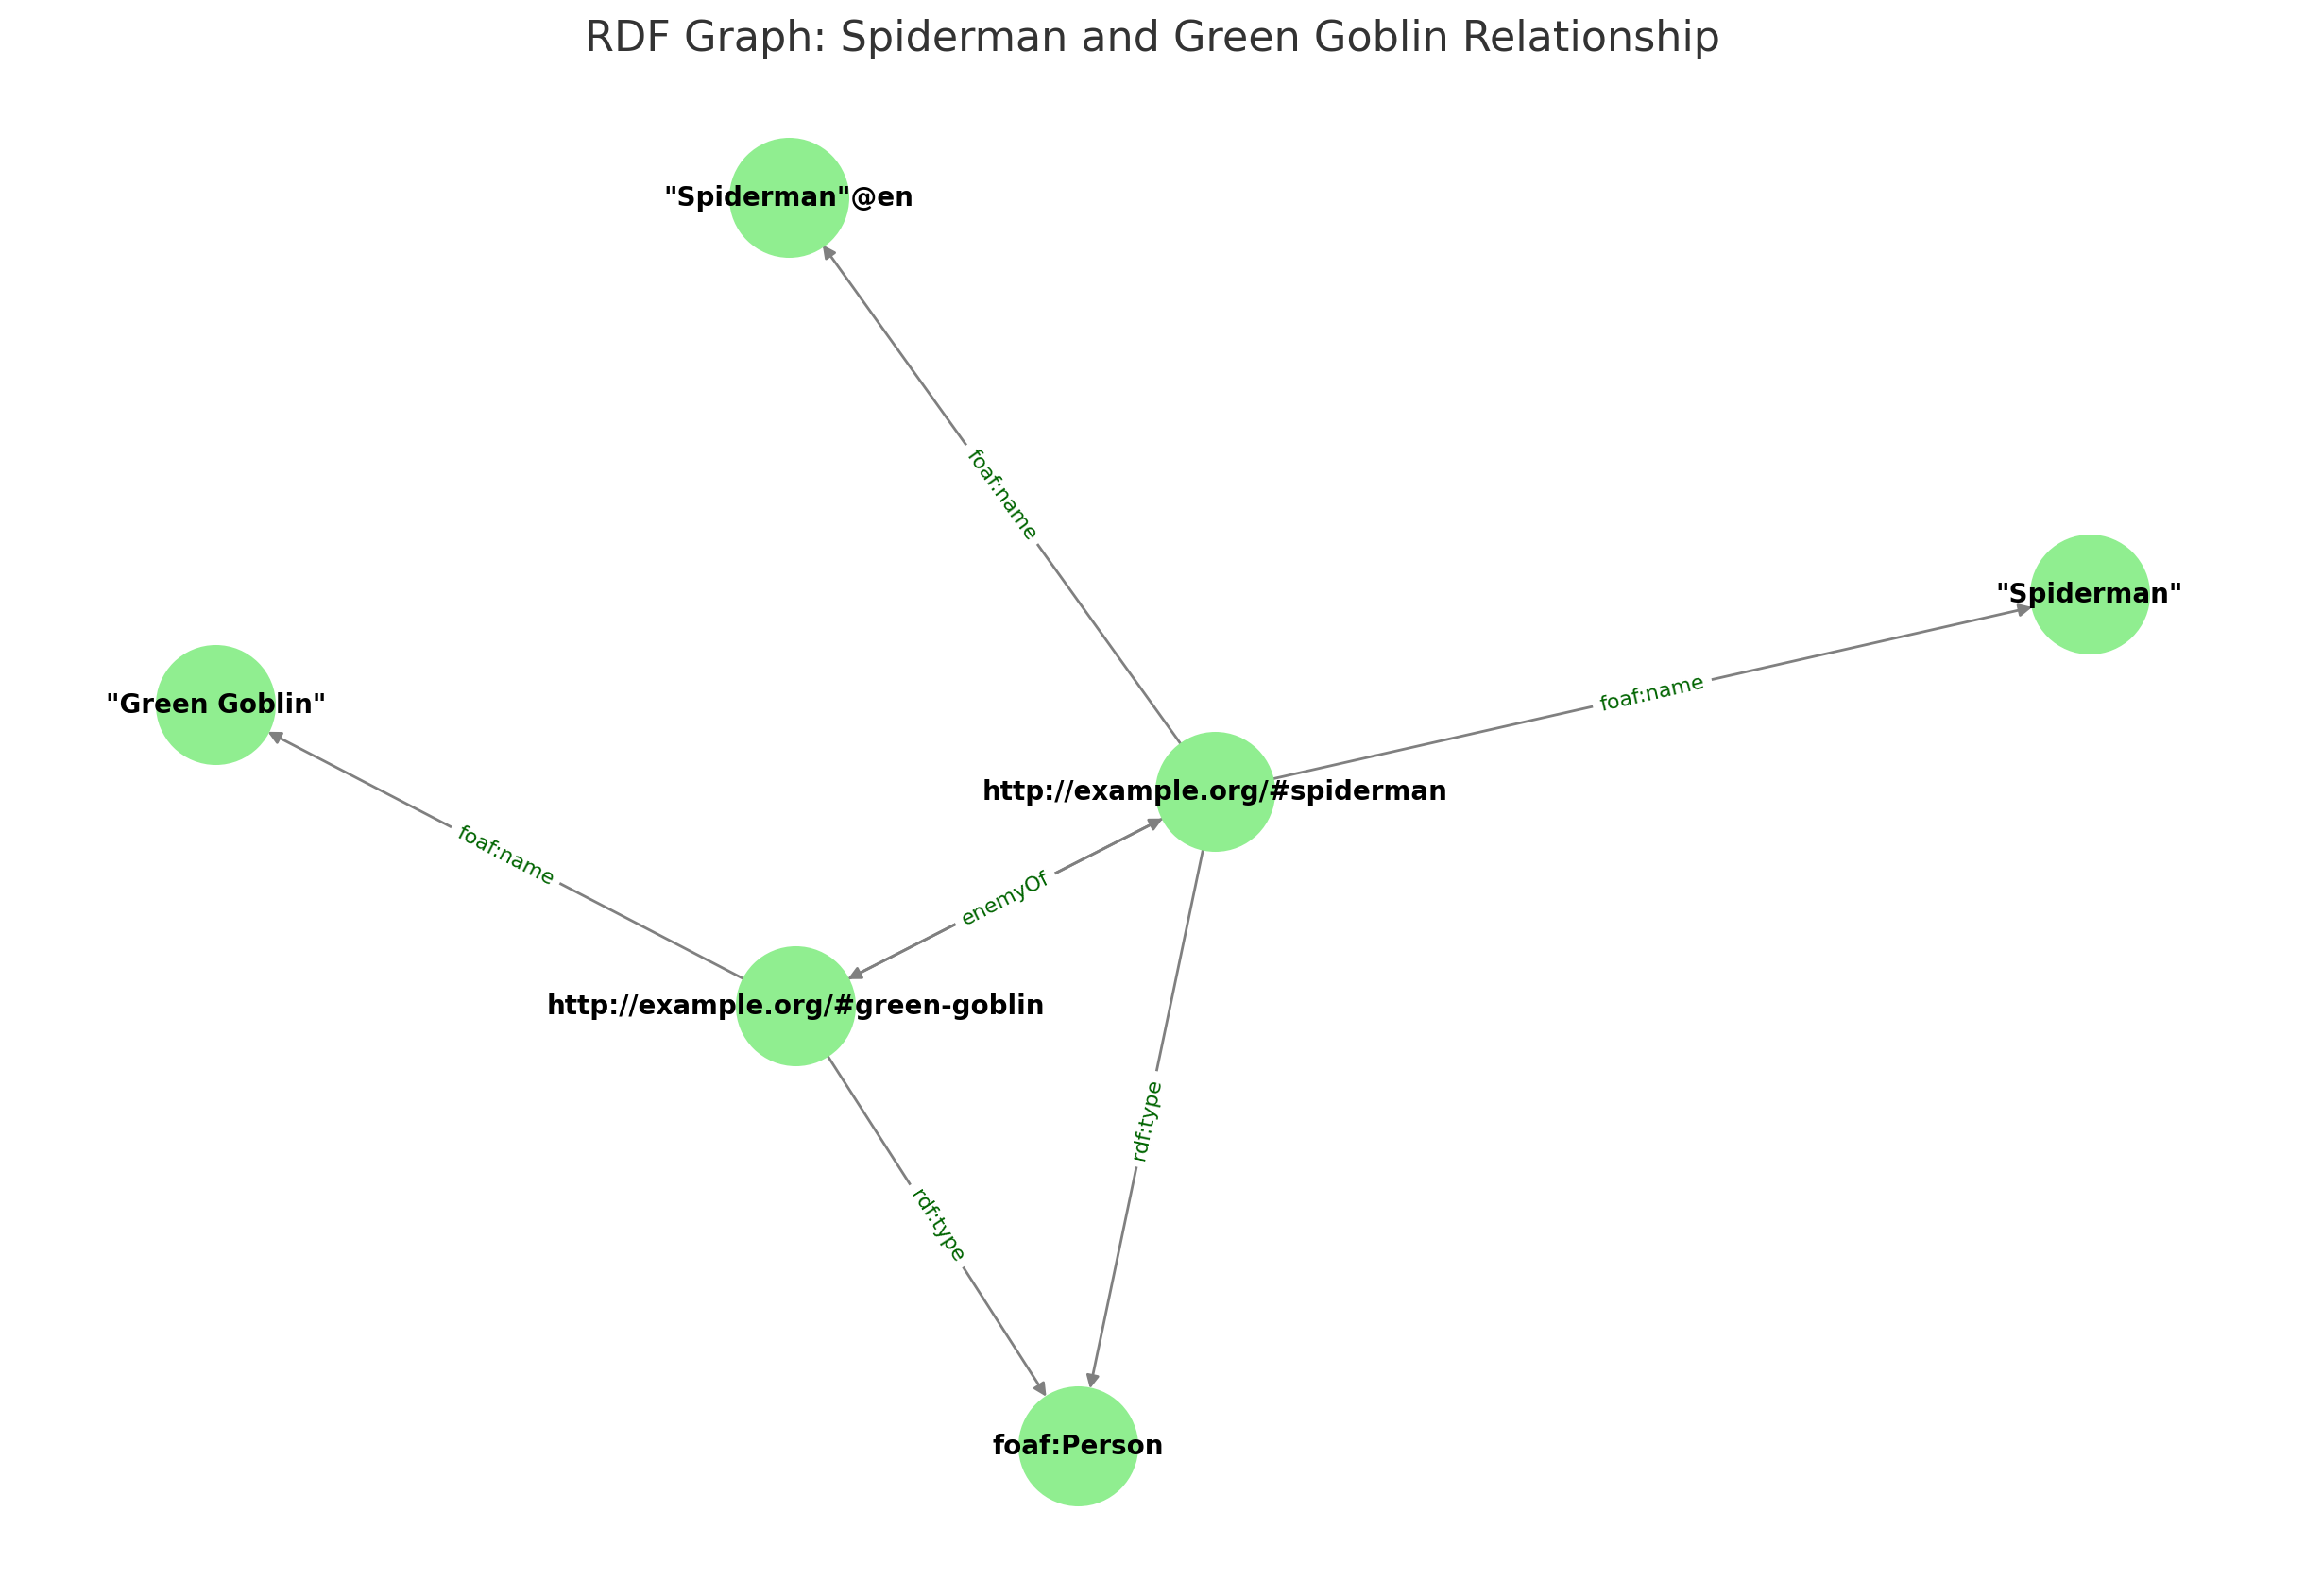 RDF Graph: Spiderman and Green Goblin Relationship
"Spiderman"@en
foaf:name
"Spiderman"
foaf:name
"Green Goblin"
http://example.org/#spiderman
foaf:name
enemyOf
http://example.org/#green-goblin
rdf:type
rdf:type
foaf:Person